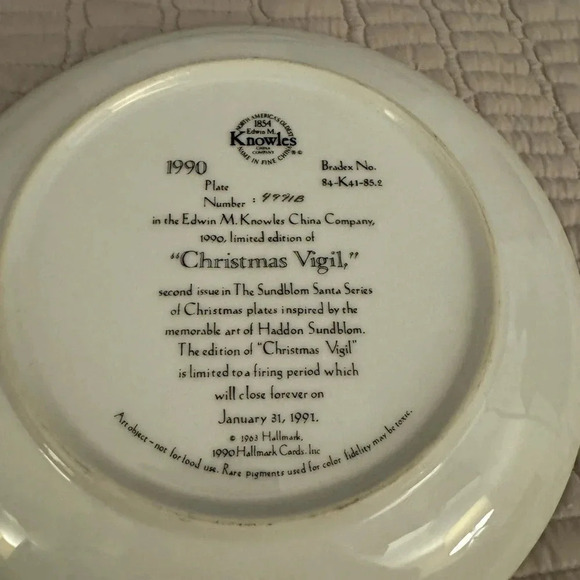 NORTH AMERICA'S OLDEST
1854
Edwin M.
Knowles
CHINA
COMPANY
NAME IN FINE CHINA
1990
Bradex No.
84-K41-85.2
Plate
Number : 9991B
in the Edwin M. Knowles China Company,
1990, limited edition of
"Christmas Vigil,"
second issue in The Sundblom Santa Series
of Christmas plates inspired by the
memorable art of Haddon Sundblom.
The edition of "Christmas Vigil"
is limited to a firing period which
will close forever on
January 31, 1991.
© 1963 Hallmark,
1990 Hallmark Cards, Inc
Art object – not for food use. Rare pigments used for color fidelity may be toxic.